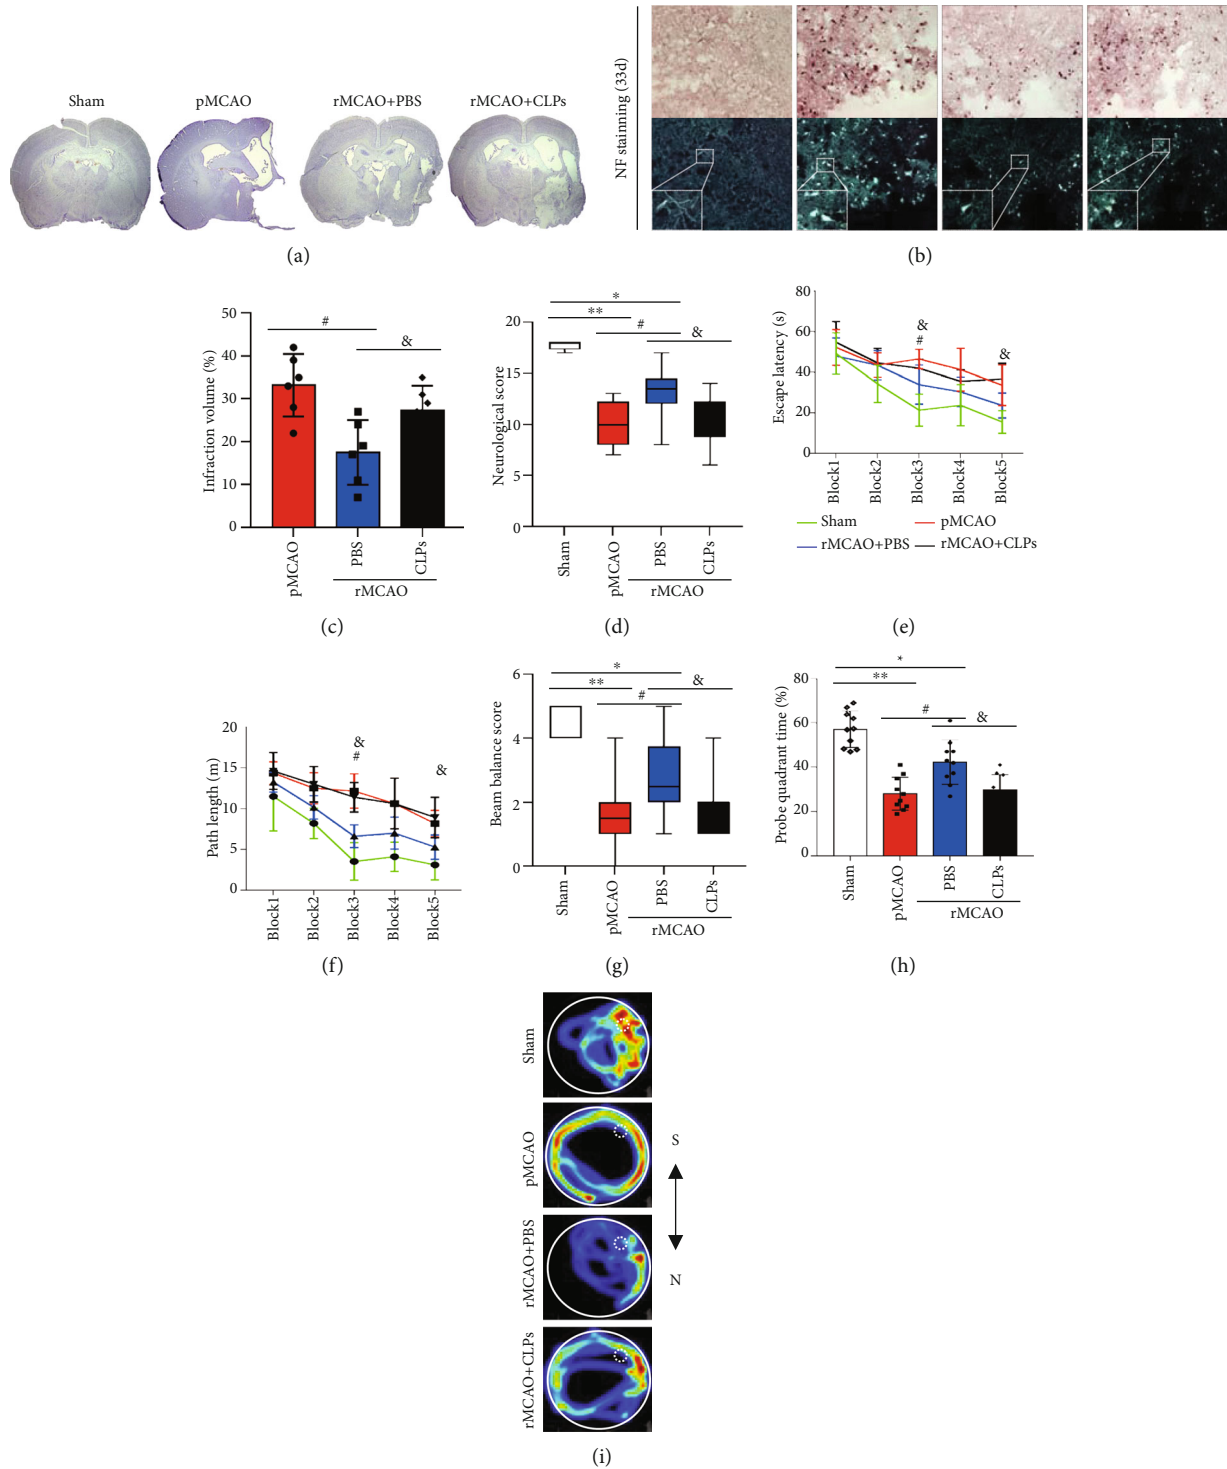 Sham pMCAO rMCAO+PBS rMCAO+CLPs
(a)
NF stainning (33d)
(b)
Infraction volume (%)
50
40
30
20
10
0
#
&
pMCAO
PBS
CLPs
rMCAO
(c)
Neurological score
20
15
10
5
0
*
**
#
&
Sham
pMCAO
PBS
CLPs
rMCAO
(d)
Escape latency (s)
80
60
40
20
0
&
#
&
Block1
Block2
Block3
Block4
Block5
Sham
pMCAO
rMCAO+PBS
rMCAO+CLPs
(e)
Path length (m)
20
15
10
5
0
&
#
&
Block1
Block2
Block3
Block4
Block5
(f)
Beam balance score
6
4
2
0
*
**
#
&
Sham
pMCAO
PBS
CLPs
rMCAO
(g)
Probe quadrant time (%)
80
60
40
20
0
*
**
#
&
Sham
pMCAO
PBS
CLPs
rMCAO
(h)
Sham
pMCAO
rMCAO+PBS
rMCAO+CLPs
S
N
(i)